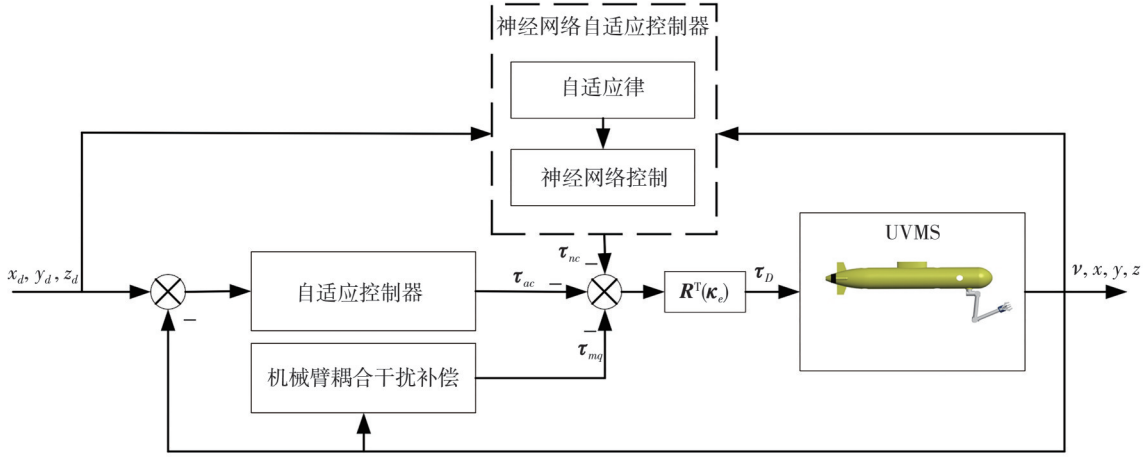 神经网络自适应控制器
自适应律
神经网络控制
UVMS
x_d, y_d, z_d
−
自适应控制器
τ_ac
−
τ_nc
−
R^T(κ_e)
τ_D
ν, x, y, z
−
τ_mq
机械臂耦合干扰补偿